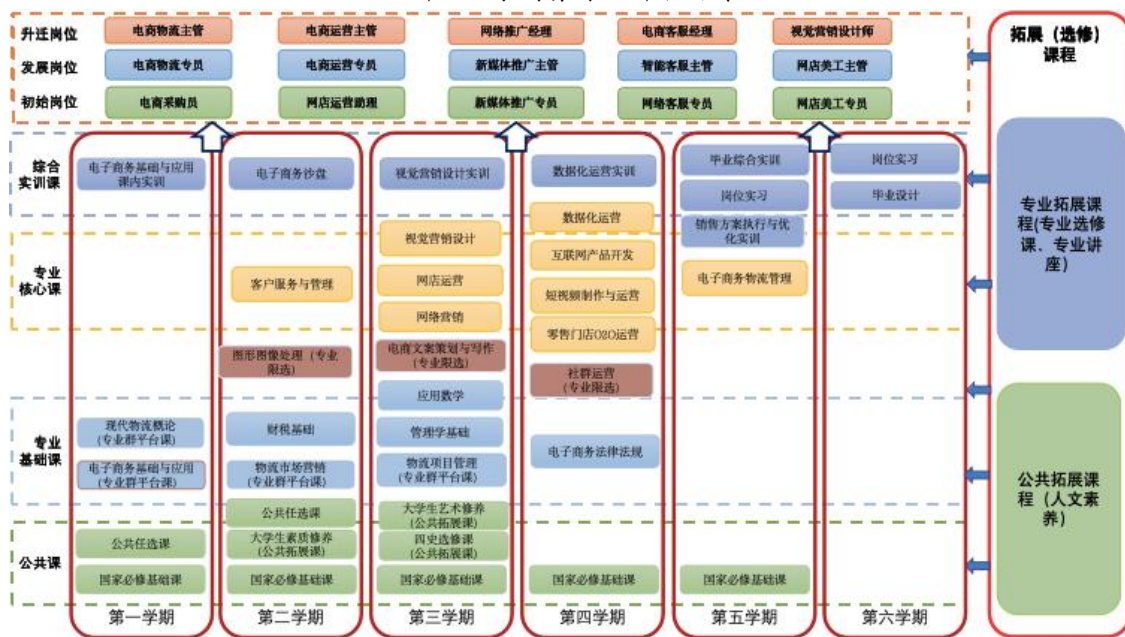 升迁岗位
电商物流主管
电商运营主管
网络推广经理
电商客服经理
视觉营销设计师
发展岗位
电商物流专员
电商运营专员
新媒体推广主管
智能客服主管
网店美工主管
初始岗位
电商采购员
网店运营助理
新媒体推广专员
网络客服专员
网店美工专员
拓展（选修）
课程
综合
实训课
电子商务基础与应用
课内实训
电子商务沙盘
视觉营销设计实训
数据化运营实训
毕业综合实训
岗位实习
岗位实习
毕业设计
数据化运营
销售方案执行与优
化实训
专业
核心课
视觉营销设计
互联网产品开发
客户服务与管理
网店运营
短视频制作与运营
电子商务物流管理
网络营销
零售门店O2O运营
图形图像处理（专业
限选）
电商文案策划与写作
(专业限选)
社群运营
(专业限选)
应用数学
专业
基础课
现代物流概论
(专业群平台课)
财税基础
管理学基础
电子商务法律法规
电子商务基础与应用
(专业群平台课)
物流市场营销
(专业群平台课)
物流项目管理
(专业群平台课)
公共任选课
大学生艺术修养
(公共拓展课)
公共课
公共任选课
大学生素质修养
(公共拓展课)
四史选修课
(公共拓展课)
国家必修基础课
国家必修基础课
国家必修基础课
国家必修基础课
国家必修基础课
第一学期
第二学期
第三学期
第四学期
第五学期
第六学期
专业拓展课
程(专业选修
课、专业讲
座）
公共拓展课
程（人文素
养）